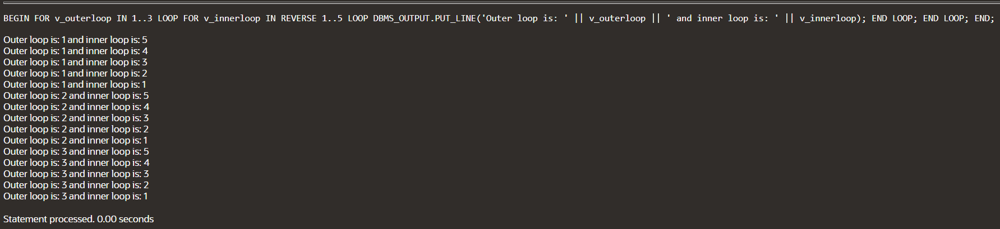 BEGIN FOR v_outerloop IN 1..3 LOOP FOR v_innerloop IN REVERSE 1..5 LOOP DBMS_OUTPUT.PUT_LINE('Outer loop is: ' || v_outerloop || ' and inner loop is: ' || v_innerloop); END LOOP; END LOOP; END;
Outer loop is: 1 and inner loop is: 5
Outer loop is: 1 and inner loop is: 4
Outer loop is: 1 and inner loop is: 3
Outer loop is: 1 and inner loop is: 2
Outer loop is: 1 and inner loop is: 1
Outer loop is: 2 and inner loop is: 5
Outer loop is: 2 and inner loop is: 4
Outer loop is: 2 and inner loop is: 3
Outer loop is: 2 and inner loop is: 2
Outer loop is: 2 and inner loop is: 1
Outer loop is: 3 and inner loop is: 5
Outer loop is: 3 and inner loop is: 4
Outer loop is: 3 and inner loop is: 3
Outer loop is: 3 and inner loop is: 2
Outer loop is: 3 and inner loop is: 1
Statement processed. 0.00 seconds